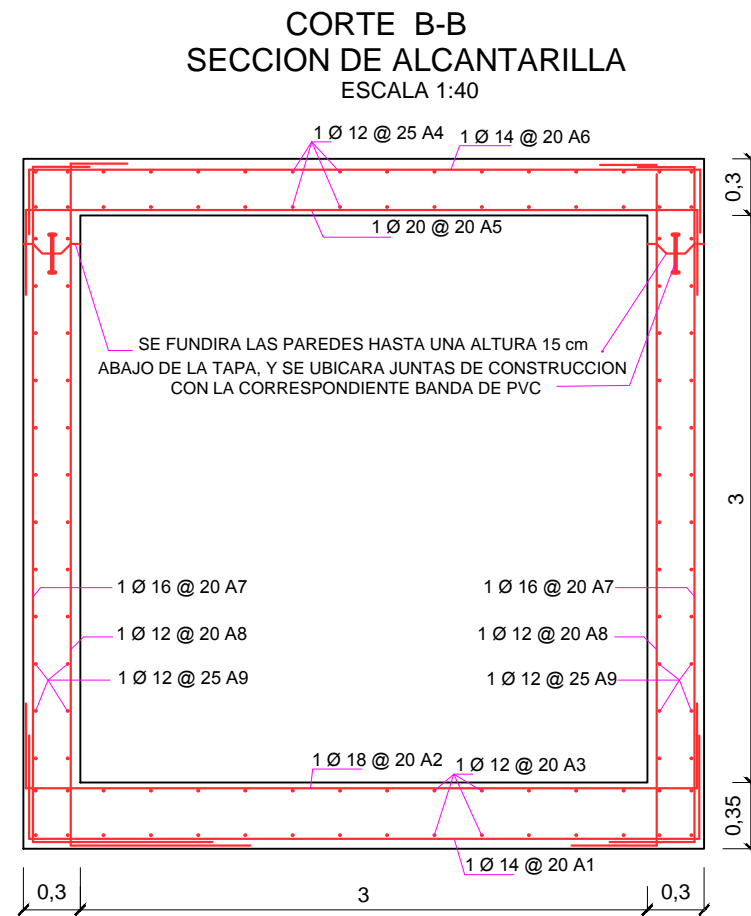 CORTE B-B
SECCION DE ALCANTARILLA
ESCALA 1:40
1 Ø 12 @ 25 A4
1 Ø 14 @ 20 A6
0,3
1 Ø 20 @ 20 A5
SE FUNDIRA LAS PAREDES HASTA UNA ALTURA 15 cm
ABAJO DE LA TAPA, Y SE UBICARA JUNTAS DE CONSTRUCCION
CON LA CORRESPONDIENTE BANDA DE PVC
3
1 Ø 16 @ 20 A7
1 Ø 16 @ 20 A7
1 Ø 12 @ 20 A8
1 Ø 12 @ 20 A8
1 Ø 12 @ 25 A9
1 Ø 12 @ 25 A9
1 Ø 18 @ 20 A2
1 Ø 12 @ 20 A3
0,35
1 Ø 14 @ 20 A1
0,3
3
0,3